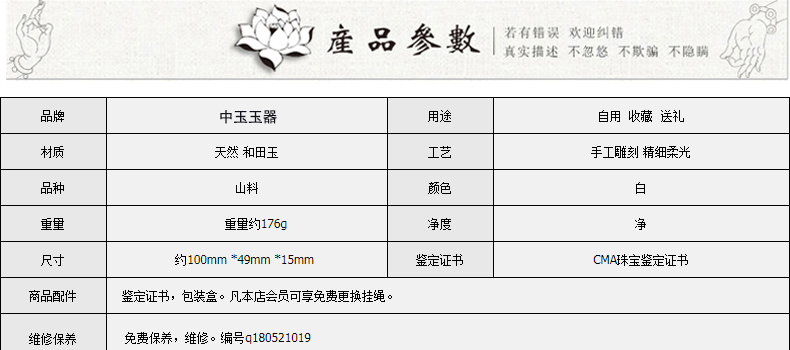 産品參數
若有错误 欢迎纠错
真实描述 不忽悠 不欺骗 不隐瞒
品牌 中玉玉器 用途 自用 收藏 送礼
材质 天然 和田玉 工艺 手工雕刻 精细柔光
品种 山料 颜色 白
重量 重量约176g 净度 净
尺寸 约100mm *49mm *15mm 鉴定证书 CMA珠宝鉴定证书
商品配件 鉴定证书，包装盒。凡本店会员可享免费更换挂绳。
维修保养 免费保养，维修。编号q180521019